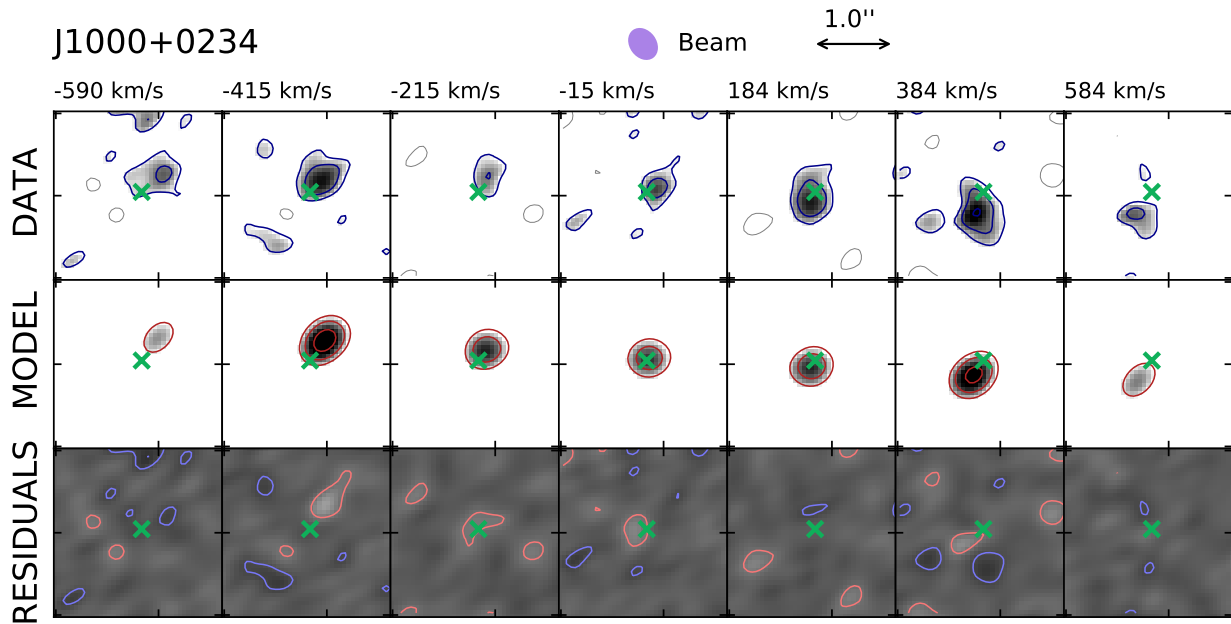 1.0''
J1000+0234
Beam
-590 km/s
-415 km/s
-215 km/s
-15 km/s
184 km/s
384 km/s
584 km/s
DATA
MODEL
RESIDUALS